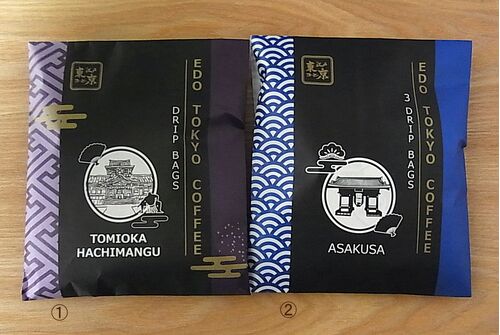 東京
EDO TOKYO COFFEE
DRIP BAGS
TOMIOKA
HACHIMANGU
①
東京
EDO TOKYO COFFEE
3 DRIP BAGS
ASAKUSA
②